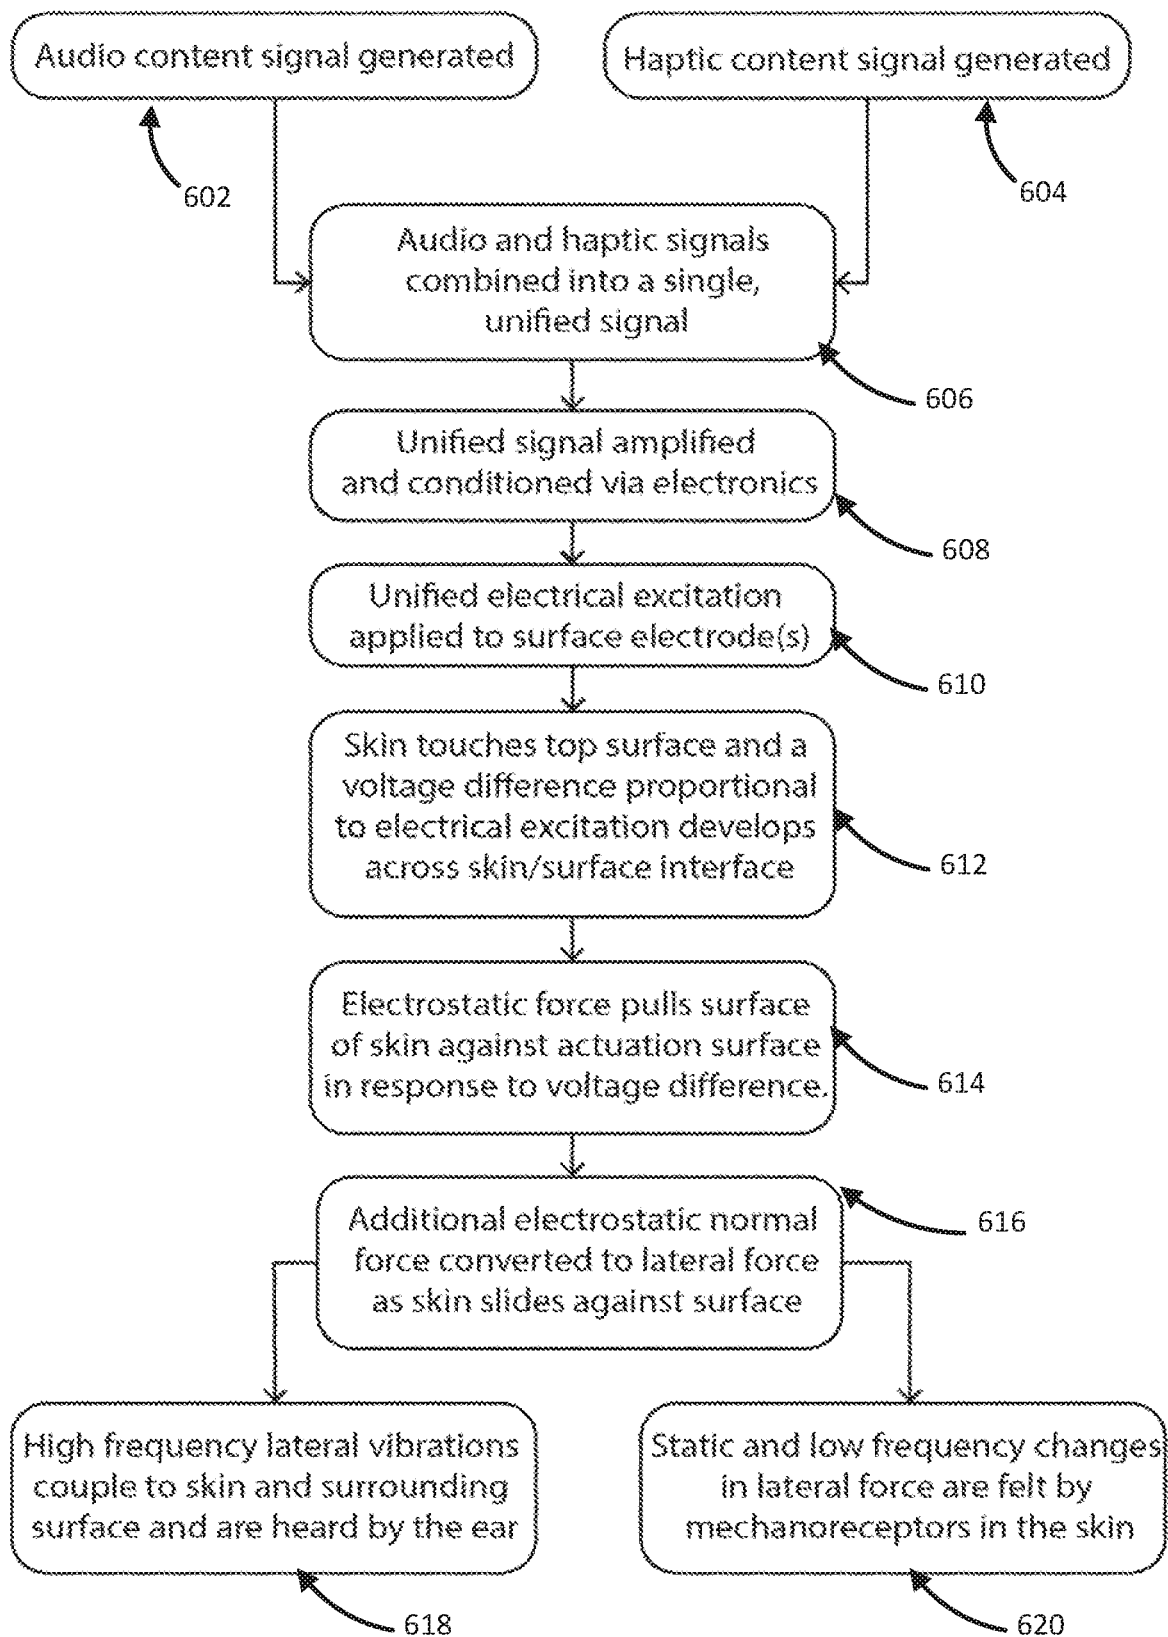 Audio content signal generated
Haptic content signal generated
602
604
Audio and haptic signals
combined into a single,
unified signal
606
Unified signal amplified
and conditioned via electronics
608
Unified electrical excitation
applied to surface electrode(s)
610
Skin touches top surface and a
voltage difference proportional
to electrical excitation develops
across skin/surface interface
612
Electrostatic force pulls surface
of skin against actuation surface
in response to voltage difference.
614
Additional electrostatic normal
force converted to lateral force
as skin slides against surface
616
High frequency lateral vibrations
couple to skin and surrounding
surface and are heard by the ear
618
Static and low frequency changes
in lateral force are felt by
mechanoreceptors in the skin
620